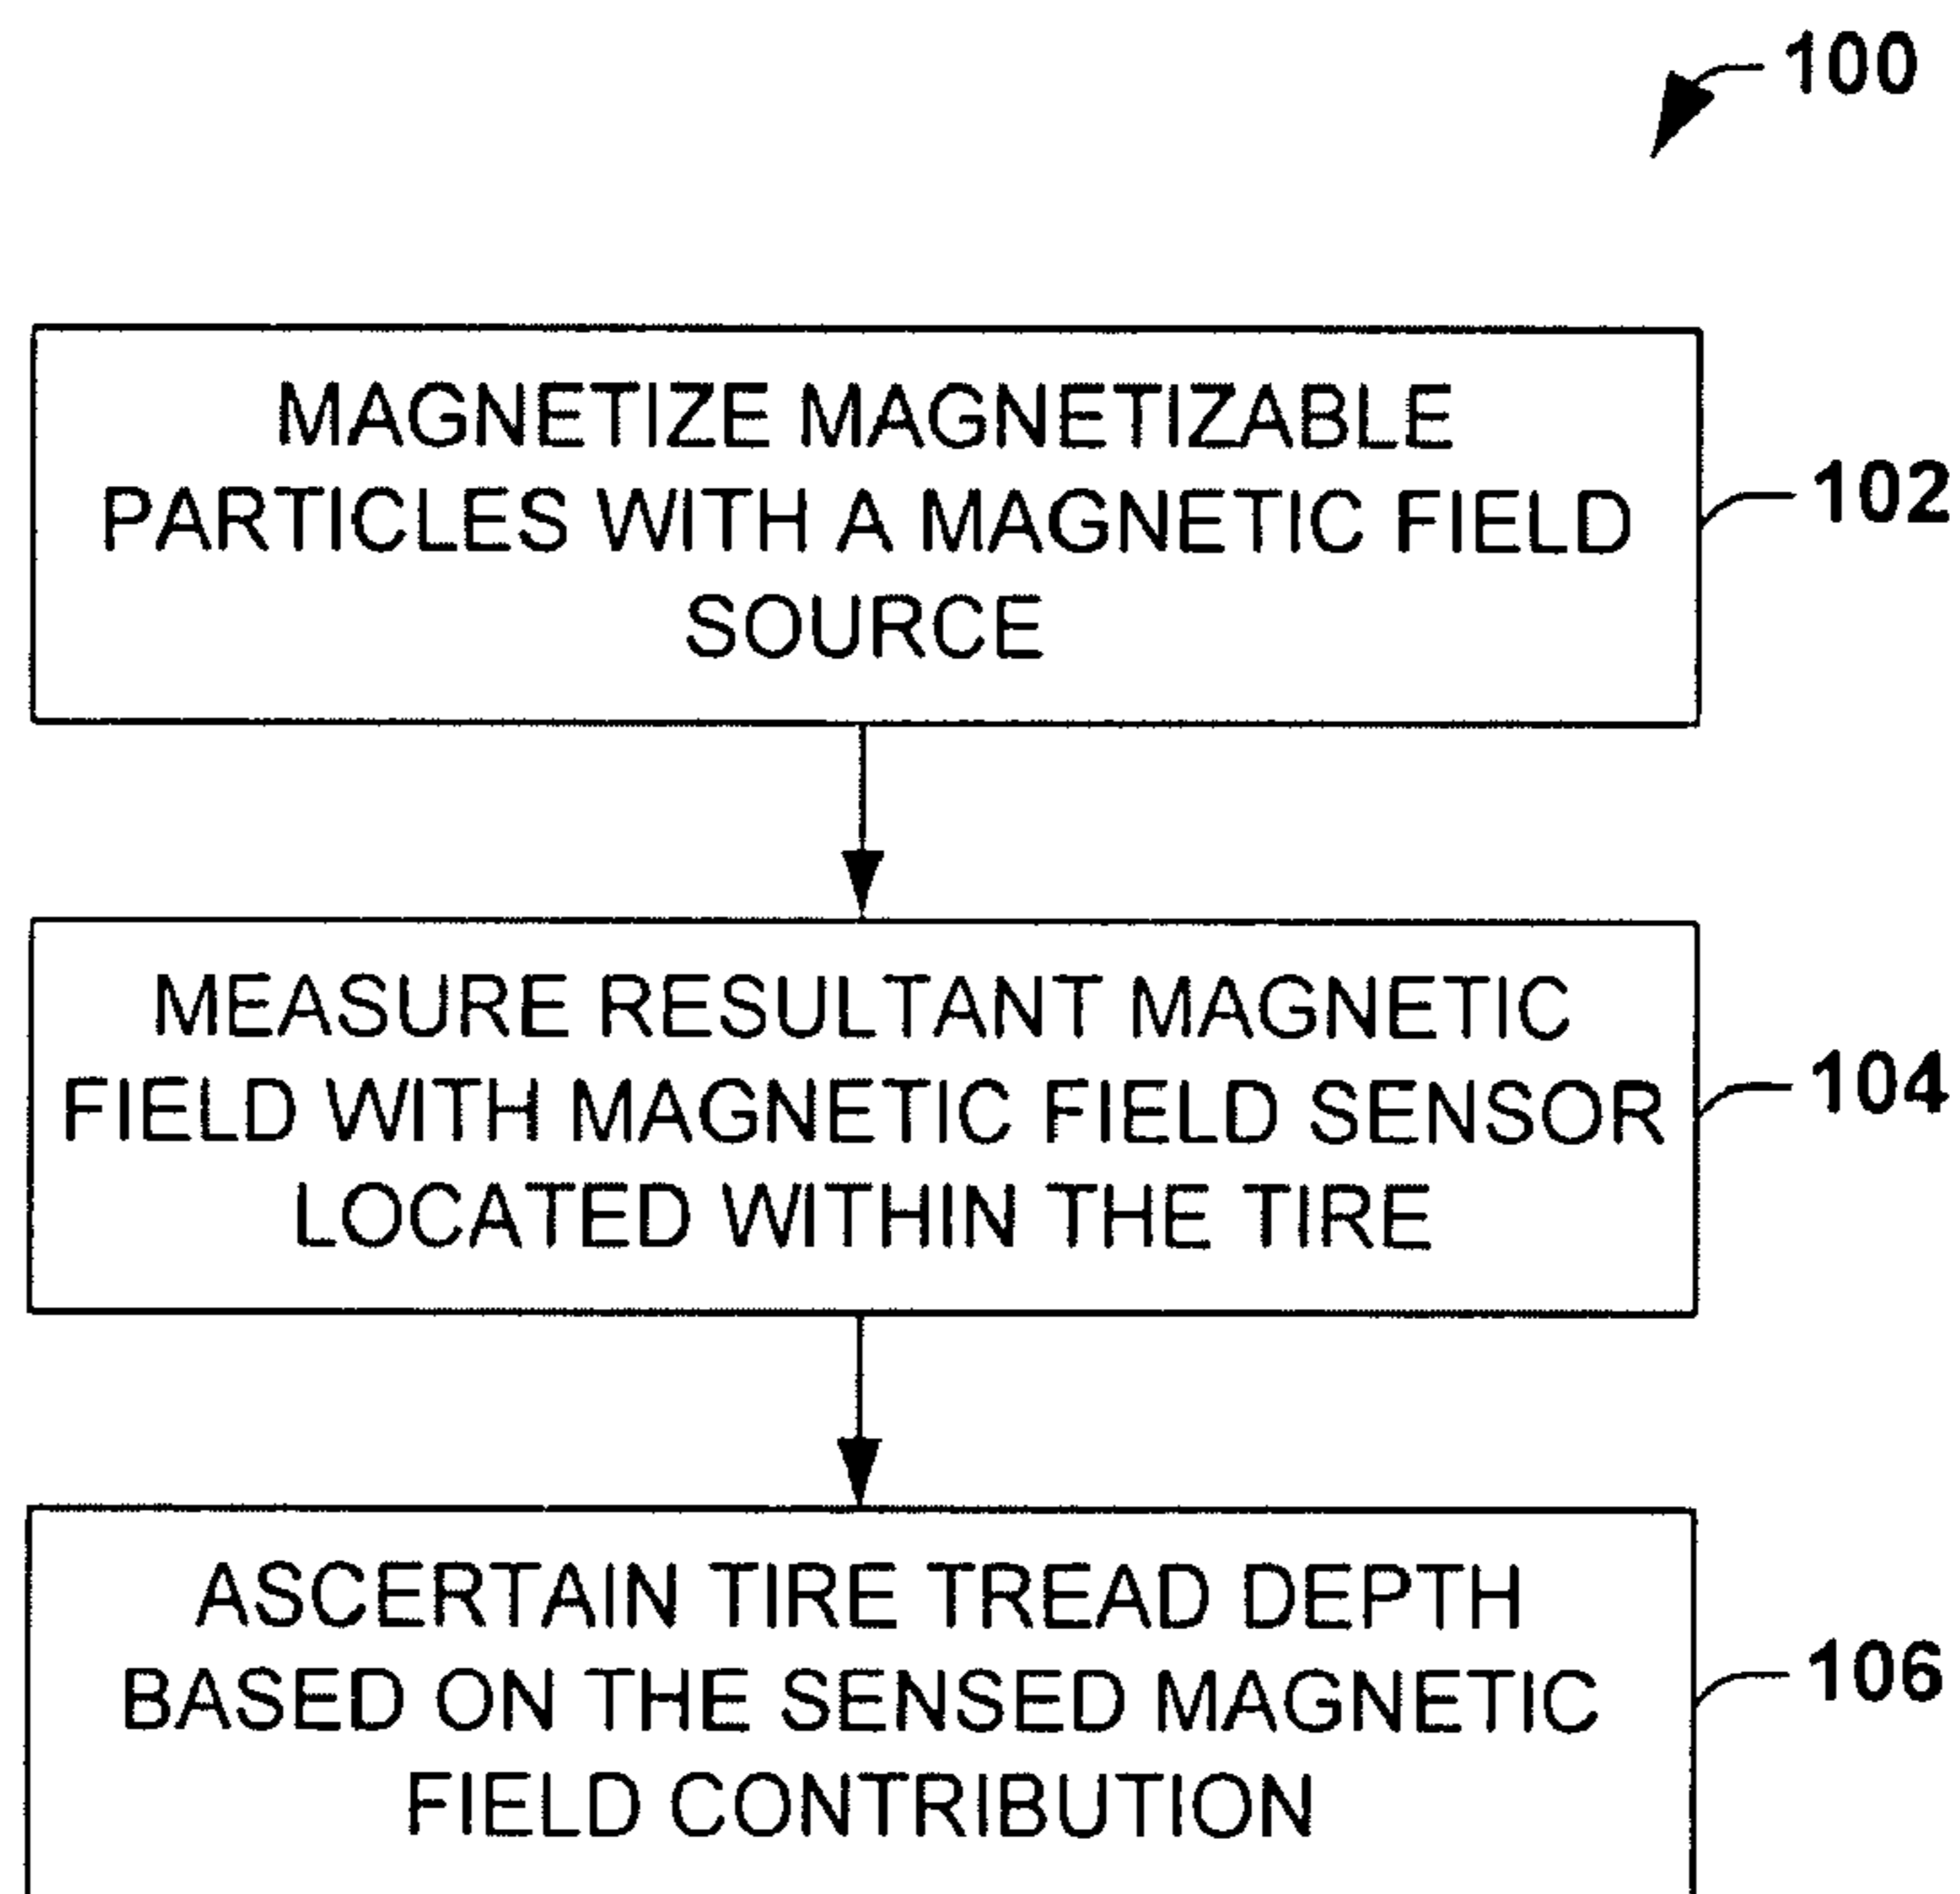 100
MAGNETIZE MAGNETIZABLE
PARTICLES WITH A MAGNETIC FIELD
SOURCE
102
MEASURE RESULTANT MAGNETIC
FIELD WITH MAGNETIC FIELD SENSOR
LOCATED WITHIN THE TIRE
104
ASCERTAIN TIRE TREAD DEPTH
BASED ON THE SENSED MAGNETIC
FIELD CONTRIBUTION
106